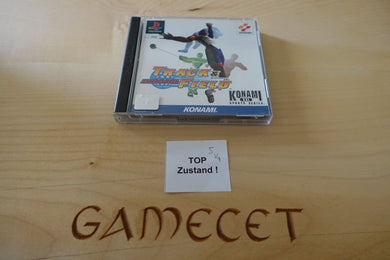 TRACK &
FIELD
KONAMI
KONAMI
SPORTS SERIES
TOP
Zustand !
GAMECET